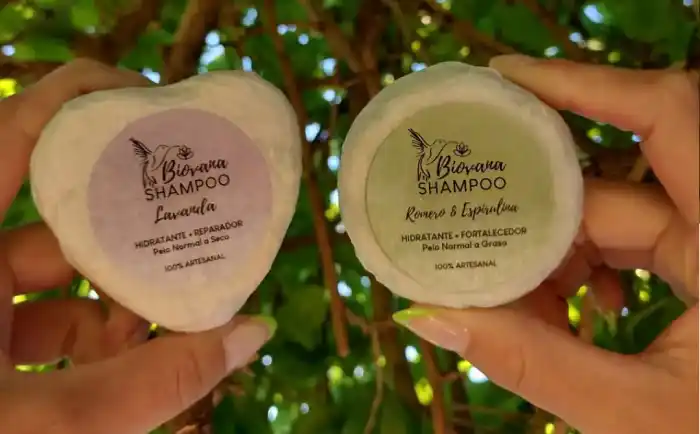 Biovana
SHAMPOO
Lavanda
HIDRATANTE • REPARADOR
Pelo Normal a Seco
100% ARTESANAL
Biovana
SHAMPOO
Romero & Espirulina
HIDRATANTE • FORTALECEDOR
Pelo Normal a Graso
100% ARTESANAL